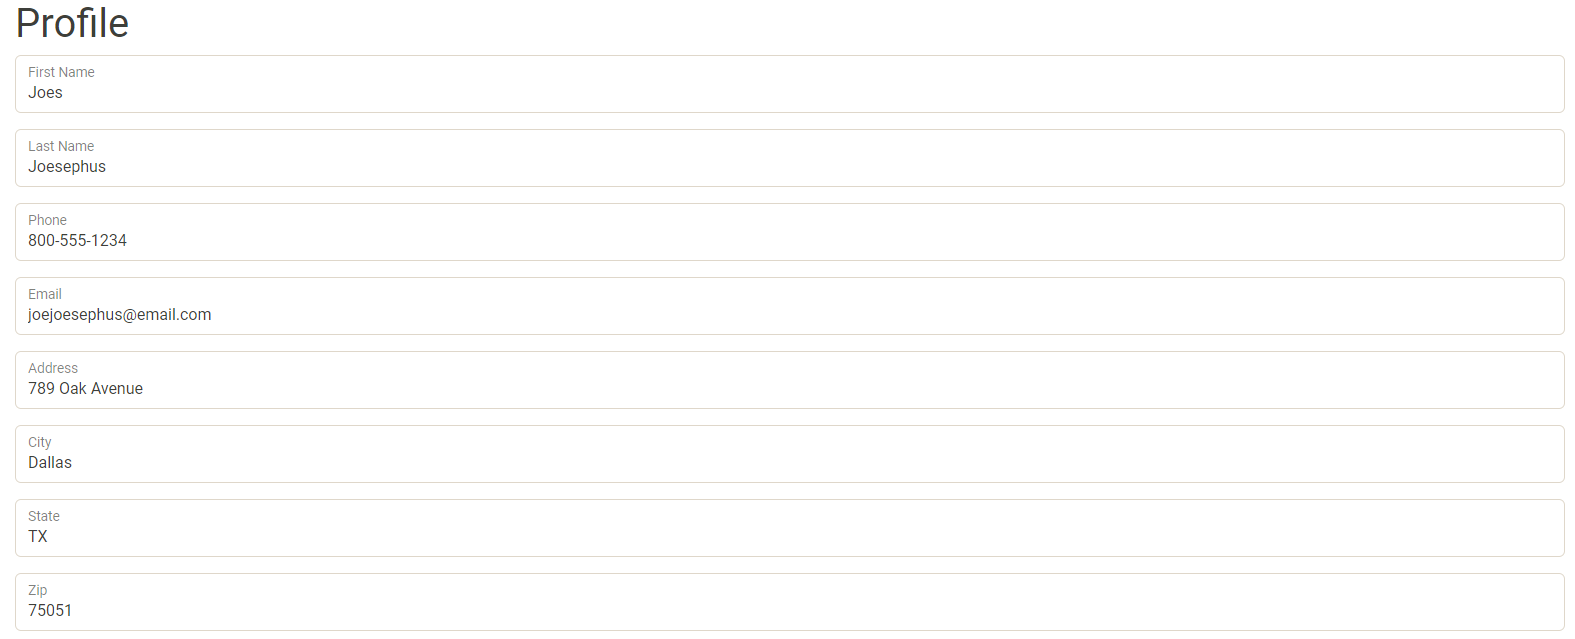 Profile
First Name
Joes
Last Name
Joesephus
Phone
800-555-1234
Email
joejoesephus@email.com
Address
789 Oak Avenue
City
Dallas
State
TX
Zip
75051